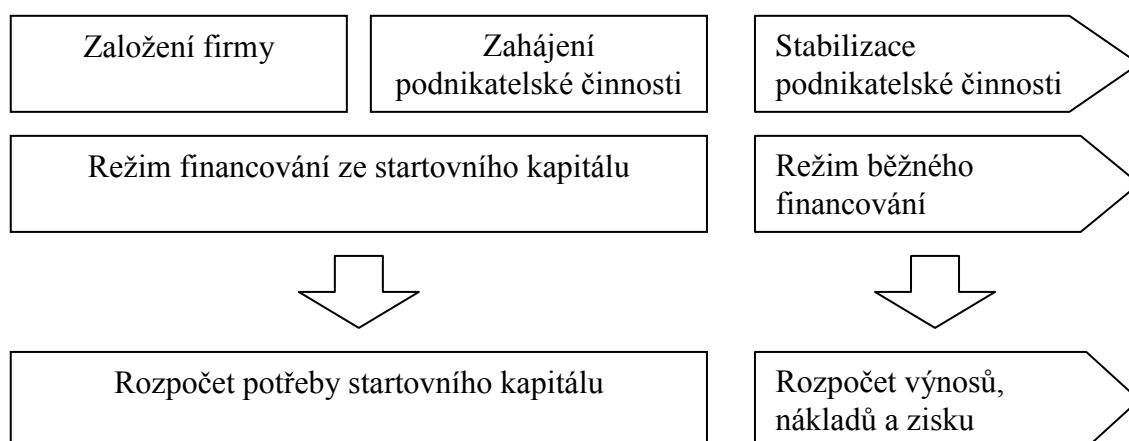 Založení firmy
Zahájení
podnikatelské činnosti
Stabilizace
podnikatelské činnosti
Režim financování ze startovního kapitálu
Režim běžného
financování
Rozpočet potřeby startovního kapitálu
Rozpočet výnosů,
nákladů a zisku